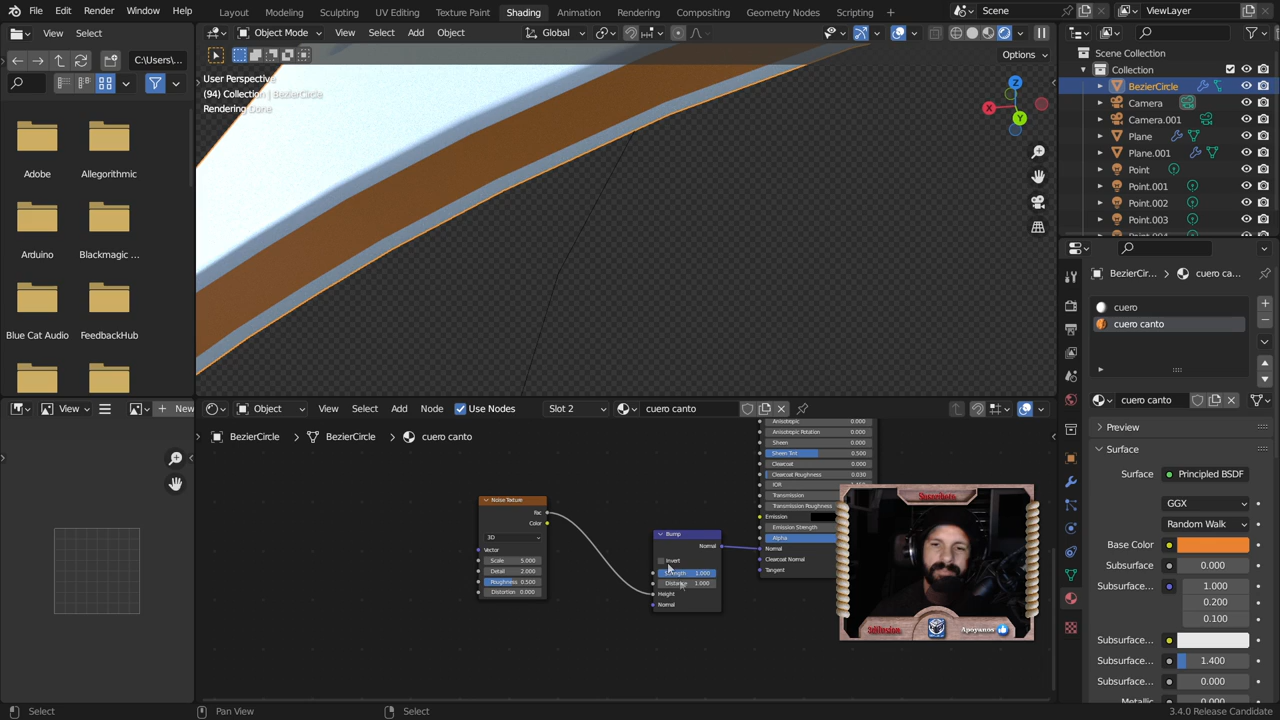 File Edit Render Window Help
Layout Modeling Sculpting UV Editing Texture Paint Shading Animation Rendering Compositing Geometry Nodes Scripting
Scene
ViewLayer
View Select
Object Mode
View Select Add Object
Global
C:\Users\...
Options
User Perspective
(94) Collection | BezierCircle
Rendering Done
X
Y
Z
Adobe
Allegorithmic
Arduino
Blackmagic ...
Blue Cat Audio
FeedbackHub
Scene Collection
Collection
BezierCircle
Camera
Camera.001
Plane
Plane.001
Point
Point.001
Point.002
Point.003
BezierCir...
cuero ca...
cuero
cuero canto
cuero canto
Preview
Surface
Surface
Principled BSDF
GGX
Random Walk
Base Color
Subsurface
0.000
Subsurface...
1.000
0.200
0.100
Subsurface...
Subsurface...
1.400
Subsurface...
0.000
Metallic
0.000
View
New
Object
View Select Add Node
Use Nodes
Slot 2
cuero canto
BezierCircle > BezierCircle > cuero canto
Noise Texture
Fac
Color
3D
Vector
Scale 5.000
Detail 2.000
Roughness 0.500
Distortion 0.000
Bump
Normal
Invert
Strength 1.000
Distance 1.000
Height
Normal
Anisotropic 0.000
Anisotropic Rotation 0.000
Sheen 0.000
Sheen Tint 0.500
Clearcoat 0.000
Clearcoat Roughness 0.030
IOR
Transmission
Transmission Roughness
Emission
Emission Strength
Alpha
Normal
Clearcoat Normal
Tangent
Apoyanos
Select
Pan View
Select
3.4.0 Release Candidate